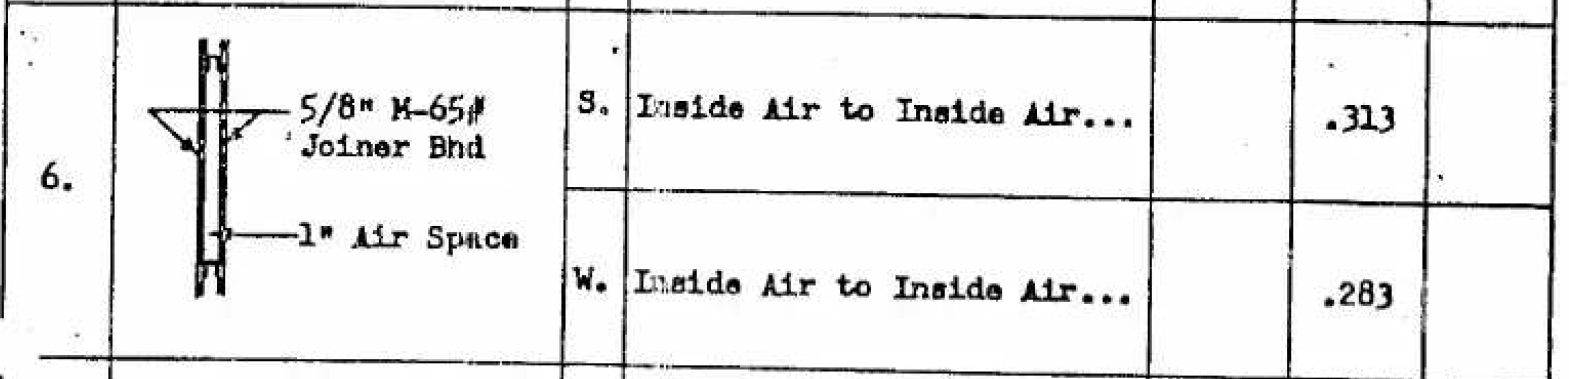 6.
5/8" M-65#
Joiner Bhd
1" Air Space
S. Inside Air to Inside Air... .313
W. Inside Air to Inside Air... .283